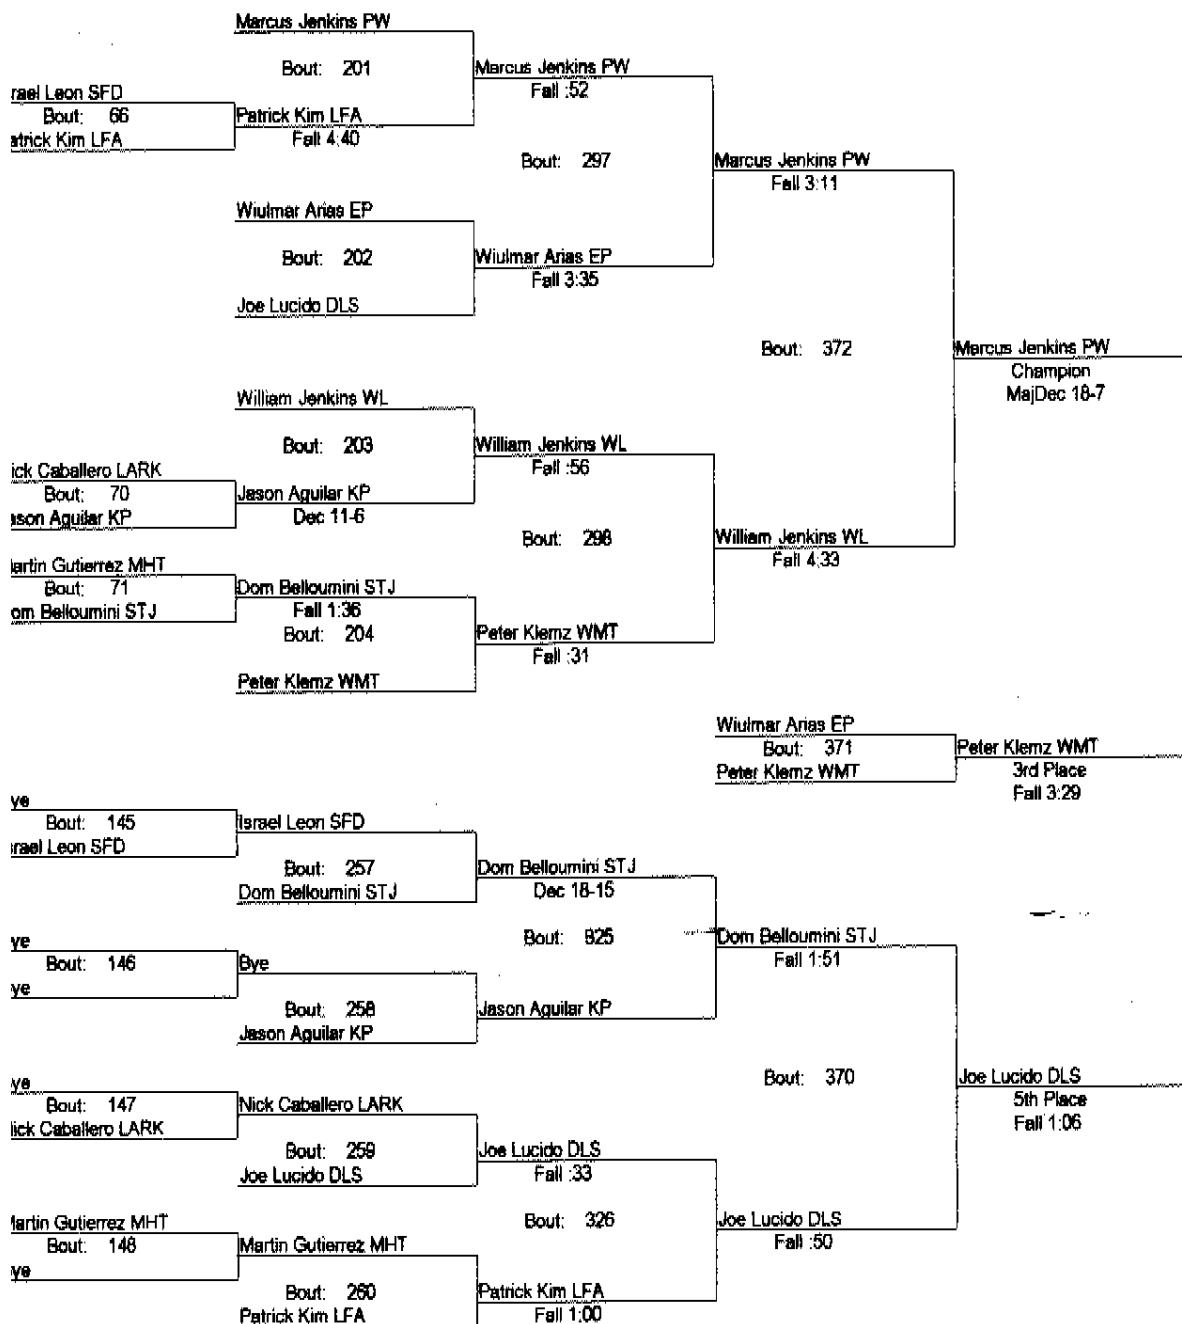 Marcus Jenkins PW
Bout: 201
Marcus Jenkins PW
Fall :52
rael Leon SFD
Bout: 66
atrick Kim LFA
Patrick Kim LFA
Fall 4:40
Bout: 297
Marcus Jenkins PW
Fall 3:11
Wiulmar Arias EP
Bout: 202
Wiulmar Arias EP
Fall 3:35
Joe Lucido DLS
Bout: 372
Marcus Jenkins PW
Champion
MajDec 18-7
William Jenkins WL
Bout: 203
William Jenkins WL
Fall :56
ick Caballero LARK
Bout: 70
ason Aguilar KP
Jason Aguilar KP
Dec 11-6
Bout: 298
William Jenkins WL
Fall 4:33
lartin Gutierrez MHT
Bout: 71
om Belloumini STJ
Dom Belloumini STJ
Fall 1:36
Bout: 204
Peter Klemz WMT
Fall :31
Peter Klemz WMT
Wiulmar Arias EP
Bout: 371
Peter Klemz WMT
Peter Klemz WMT
3rd Place
Fall 3:29
ye
Bout: 145
rael Leon SFD
Israel Leon SFD
Bout: 257
Dom Belloumini STJ
Dom Belloumini STJ
Dec 18-15
Bout: 325
Dom Belloumini STJ
Fall 1:51
ye
Bout: 146
ye
Bye
Bout: 258
Jason Aguilar KP
Jason Aguilar KP
Bout: 370
Joe Lucido DLS
5th Place
Fall 1:06
ye
Bout: 147
lick Caballero LARK
Nick Caballero LARK
Bout: 259
Joe Lucido DLS
Joe Lucido DLS
Fall :33
Bout: 326
Joe Lucido DLS
Fall :50
Martin Gutierrez MHT
Bout: 148
ye
Martin Gutierrez MHT
Bout: 260
Patrick Kim LFA
Patrick Kim LFA
Fall 1:00